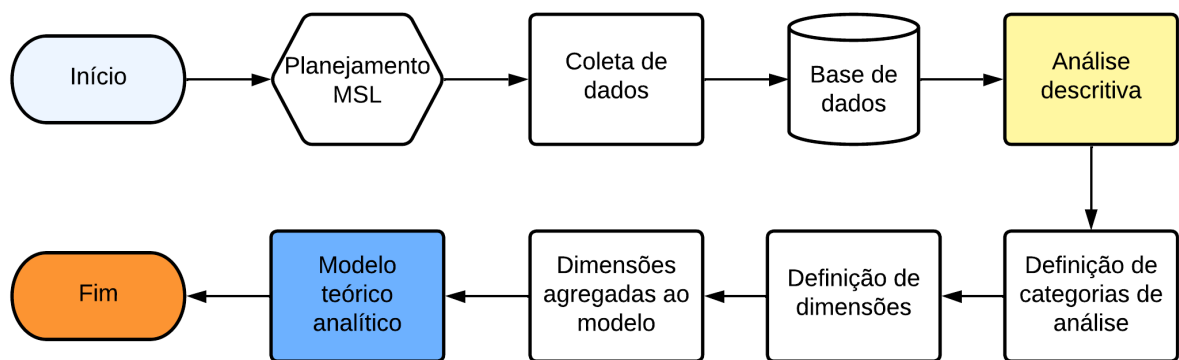 Início
Planejamento
MSL
Coleta de
dados
Base de
dados
Análise
descritiva
Definição de
categorias de
análise
Definição de
dimensões
Dimensões
agregadas ao
modelo
Modelo
teórico
analítico
Fim